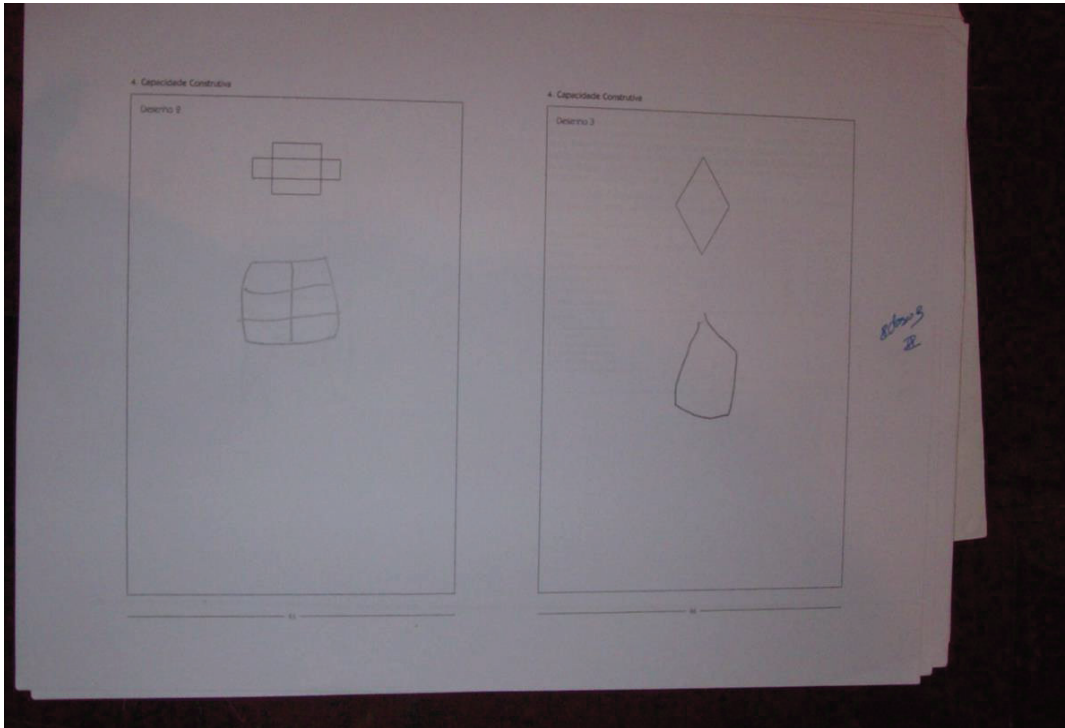 4. Capacidade Construtiva
Desenho 2
4. Capacidade Construtiva
Desenho 3